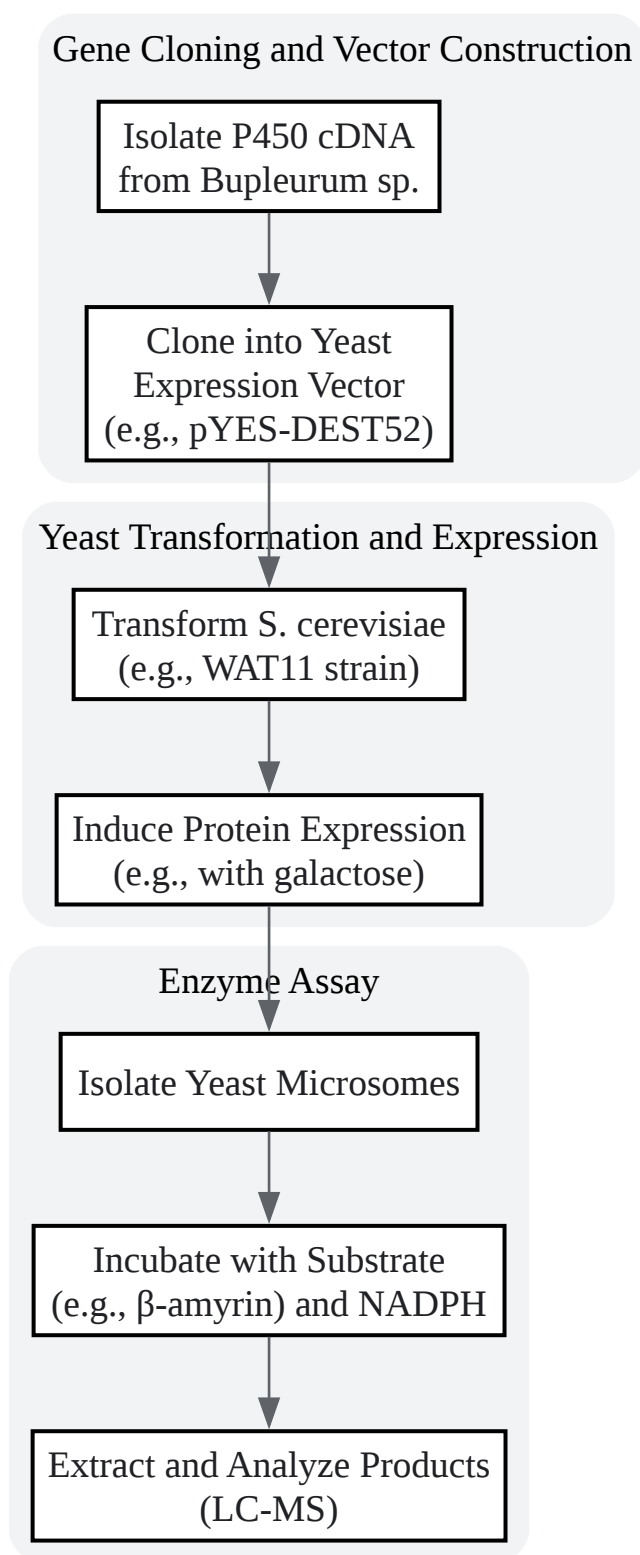 Gene Cloning and Vector Construction
Isolate P450 cDNA
from Bupleurum sp.
Clone into Yeast
Expression Vector
(e.g., pYES-DEST52)
Yeast Transformation and Expression
Transform S. cerevisiae
(e.g., WAT11 strain)
Induce Protein Expression
(e.g., with galactose)
Enzyme Assay
Isolate Yeast Microsomes
Incubate with Substrate
(e.g., β-amyrin) and NADPH
Extract and Analyze Products
(LC-MS)